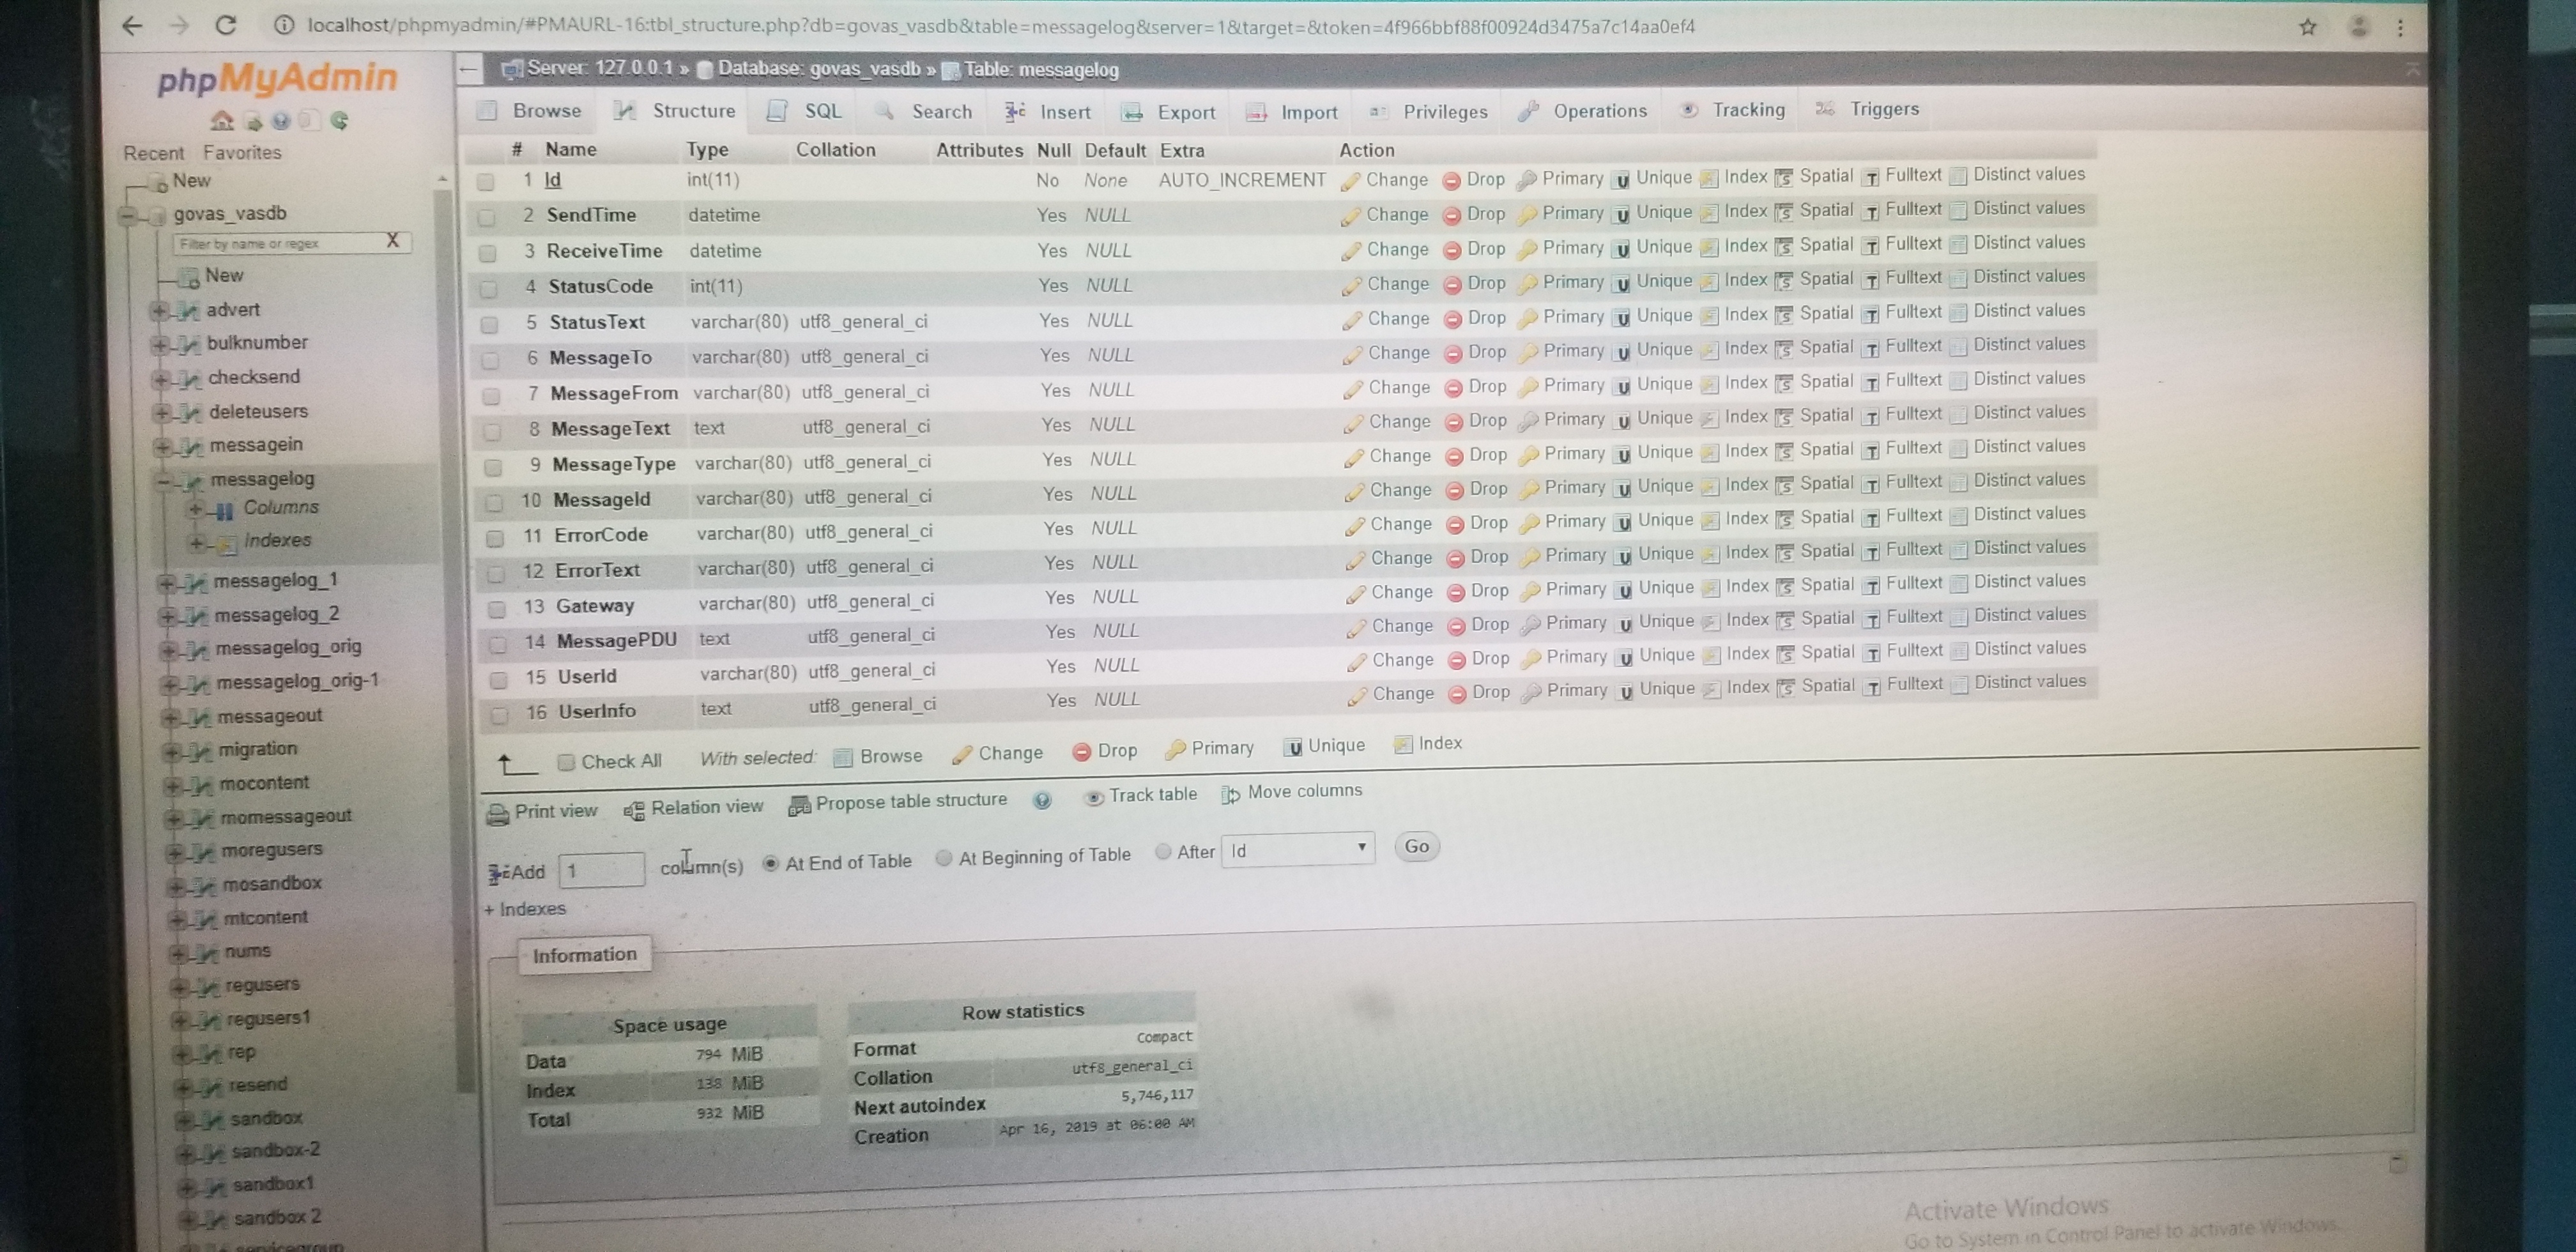 localhost/phpmyadmin/#PMAURL-16:tbl_structure.php?db=govas_vasdb&table=messagelog&server=1&target=&token=4f966bbf88f00924d3475a7c14aa0ef4
phpMyAdmin
Recent Favorites
New
govas_vasdb
Filter by name or regex X
New
advert
bulknumber
checksend
deleteusers
messagein
messagelog
Columns
Indexes
messagelog_1
messagelog_2
messagelog_orig
messagelog_orig-1
messageout
migration
mocontent
momessageout
moregusers
mosandbox
mtcontent
nums
regusers
regusers1
rep
resend
sandbox
sandbox-2
sandbox1
sandbox 2
servicegroup
Server: 127.0.0.1 » Database: govas_vasdb » Table: messagelog
Browse Structure SQL Search Insert Export Import Privileges Operations Tracking Triggers
# Name Type Collation Attributes Null Default Extra Action
1 Id int(11) No None AUTO_INCREMENT Change Drop Primary Unique Index Spatial Fulltext Distinct values
2 SendTime datetime Yes NULL Change Drop Primary Unique Index Spatial Fulltext Distinct values
3 ReceiveTime datetime Yes NULL Change Drop Primary Unique Index Spatial Fulltext Distinct values
4 StatusCode int(11) Yes NULL Change Drop Primary Unique Index Spatial Fulltext Distinct values
5 StatusText varchar(80) utf8_general_ci Yes NULL Change Drop Primary Unique Index Spatial Fulltext Distinct values
6 MessageTo varchar(80) utf8_general_ci Yes NULL Change Drop Primary Unique Index Spatial Fulltext Distinct values
7 MessageFrom varchar(80) utf8_general_ci Yes NULL Change Drop Primary Unique Index Spatial Fulltext Distinct values
8 MessageText text utf8_general_ci Yes NULL Change Drop Primary Unique Index Spatial Fulltext Distinct values
9 MessageType varchar(80) utf8_general_ci Yes NULL Change Drop Primary Unique Index Spatial Fulltext Distinct values
10 MessageId varchar(80) utf8_general_ci Yes NULL Change Drop Primary Unique Index Spatial Fulltext Distinct values
11 ErrorCode varchar(80) utf8_general_ci Yes NULL Change Drop Primary Unique Index Spatial Fulltext Distinct values
12 ErrorText varchar(80) utf8_general_ci Yes NULL Change Drop Primary Unique Index Spatial Fulltext Distinct values
13 Gateway varchar(80) utf8_general_ci Yes NULL Change Drop Primary Unique Index Spatial Fulltext Distinct values
14 MessagePDU text utf8_general_ci Yes NULL Change Drop Primary Unique Index Spatial Fulltext Distinct values
15 UserId varchar(80) utf8_general_ci Yes NULL Change Drop Primary Unique Index Spatial Fulltext Distinct values
16 UserInfo text utf8_general_ci Yes NULL Change Drop Primary Unique Index Spatial Fulltext Distinct values
Check All With selected: Browse Change Drop Primary Unique Index
Print view Relation view Propose table structure Track table Move columns
Add 1 column(s) At End of Table At Beginning of Table After Id Go
+ Indexes
Information
Space usage
Data 794 MiB
Index 138 MiB
Total 932 MiB
Row statistics
Format Compact
Collation utf8_general_ci
Next autoindex 5,746,117
Creation Apr 16, 2019 at 06:00 AM
Activate Windows
Go to System in Control Panel to activate Windows.